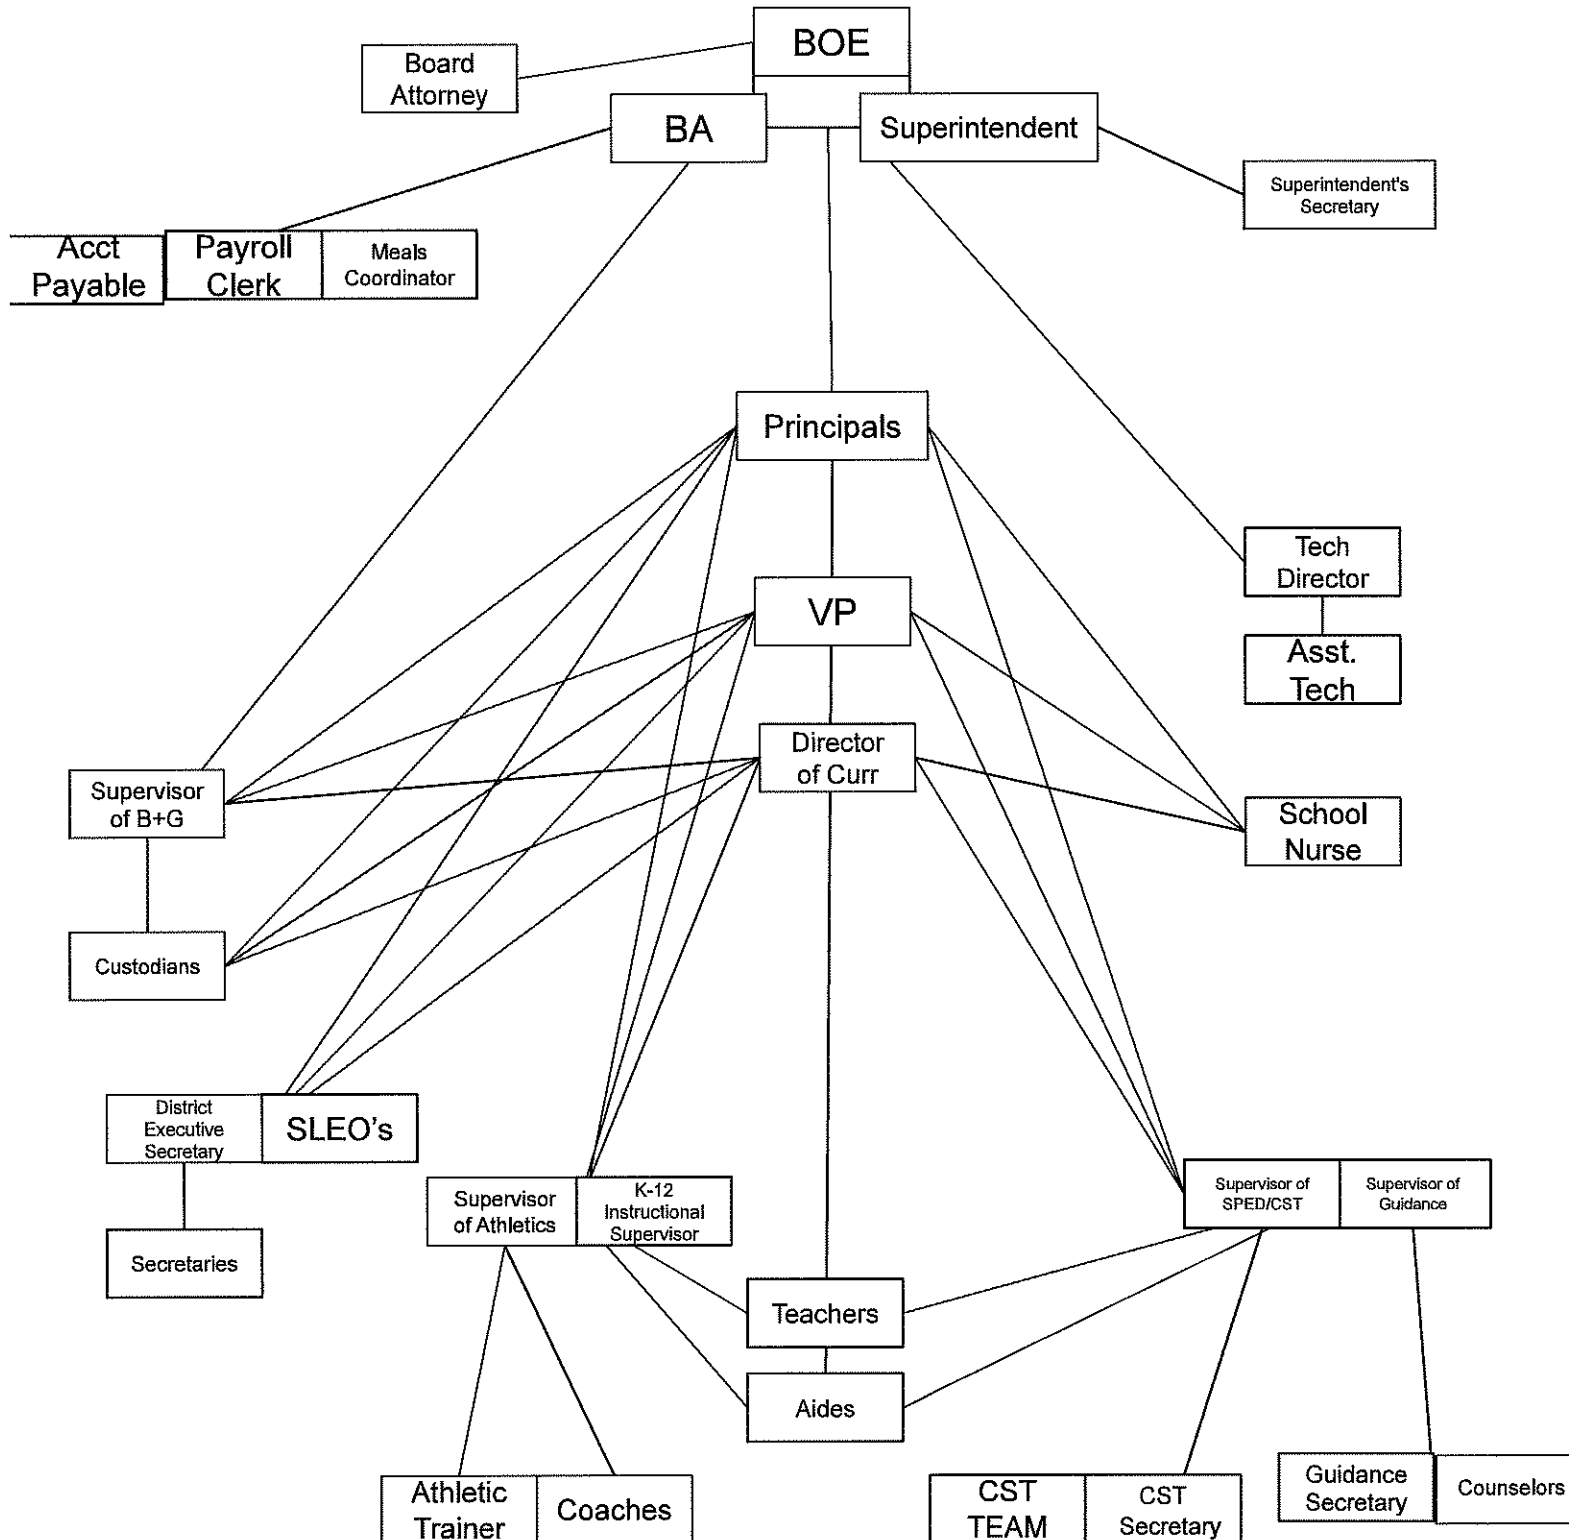 BOE
Board
Attorney
BA
Superintendent
Superintendent's
Secretary
Acct
Payable
Payroll
Clerk
Meals
Coordinator
Principals
Tech
Director
VP
Asst.
Tech
Director
of Curr
Supervisor
of B+G
School
Nurse
Custodians
District
Executive
Secretary
SLEO's
Supervisor
of Athletics
K-12
Instructional
Supervisor
Supervisor of
SPED/CST
Supervisor of
Guidance
Secretaries
Teachers
Aides
Athletic
Trainer
Coaches
CST
TEAM
CST
Secretary
Guidance
Secretary
Counselors